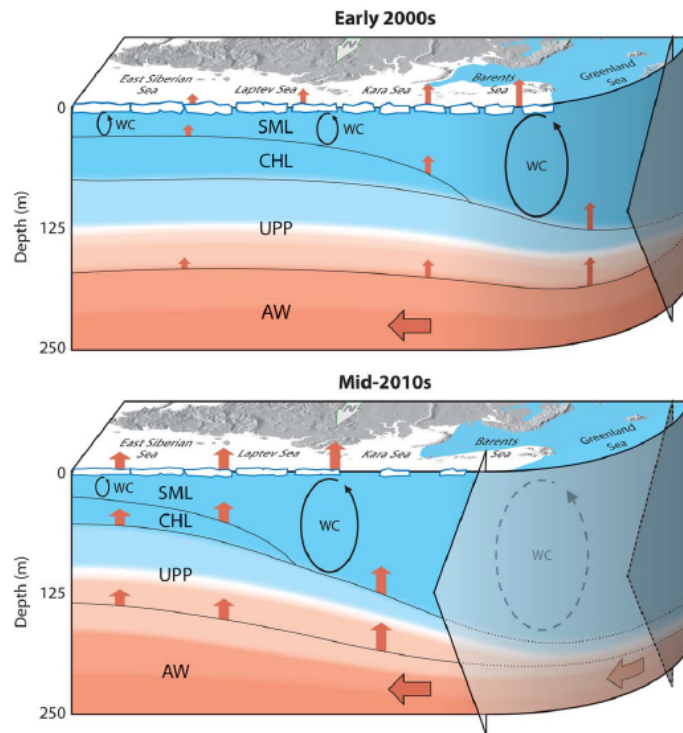 Early 2000s
East Siberian
Sea
Laptev Sea
Kara Sea
Barents
Sea
Greenland
Sea
0
WC
SML
WC
CHL
WC
125
UPP
AW
250
Depth (m)
Mid-2010s
East Siberian
Sea
Laptev Sea
Kara Sea
Barents
Sea
Greenland
Sea
0
WC
SML
WC
CHL
WC
UPP
125
AW
250
Depth (m)